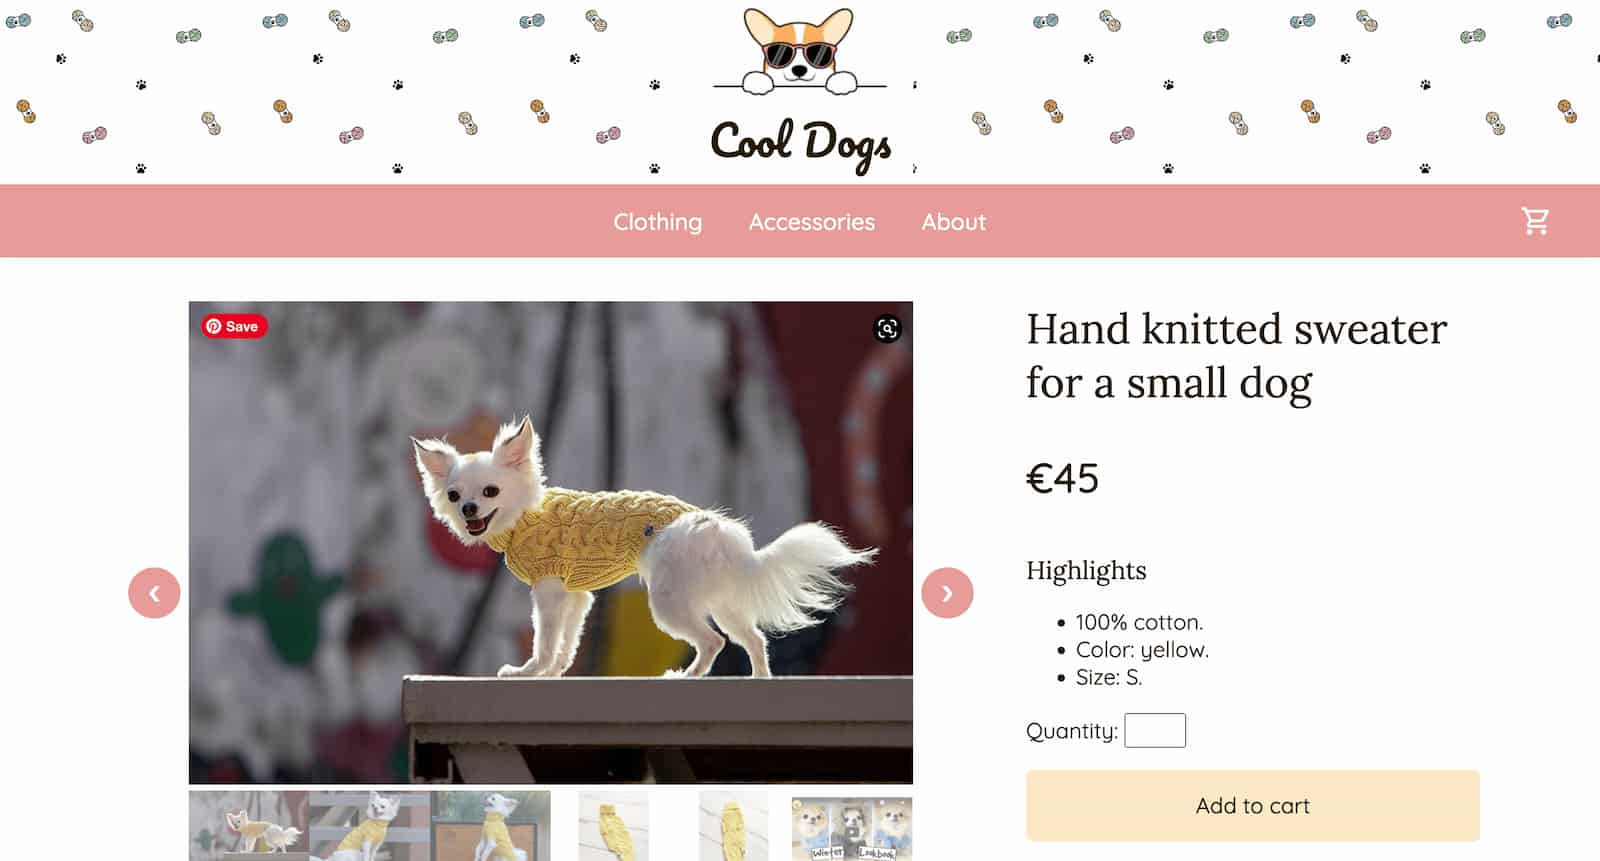 Cool Dogs
Clothing Accessories About
Save
Hand knitted sweater
for a small dog
€45
Highlights
100% cotton.
Color: yellow.
Size: S.
Quantity:
Add to cart
Winter Lookbook